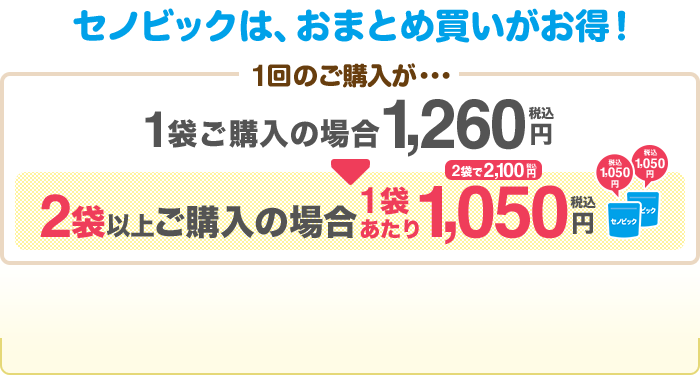 セノビックは、おまとめ買いがお得！
1回のご購入が・・・
1袋ご購入の場合1,260円税込
2袋で2,100円税込
2袋以上ご購入の場合1袋あたり1,050円税込
税込1,050円
税込1,050円
セノビック
ビック